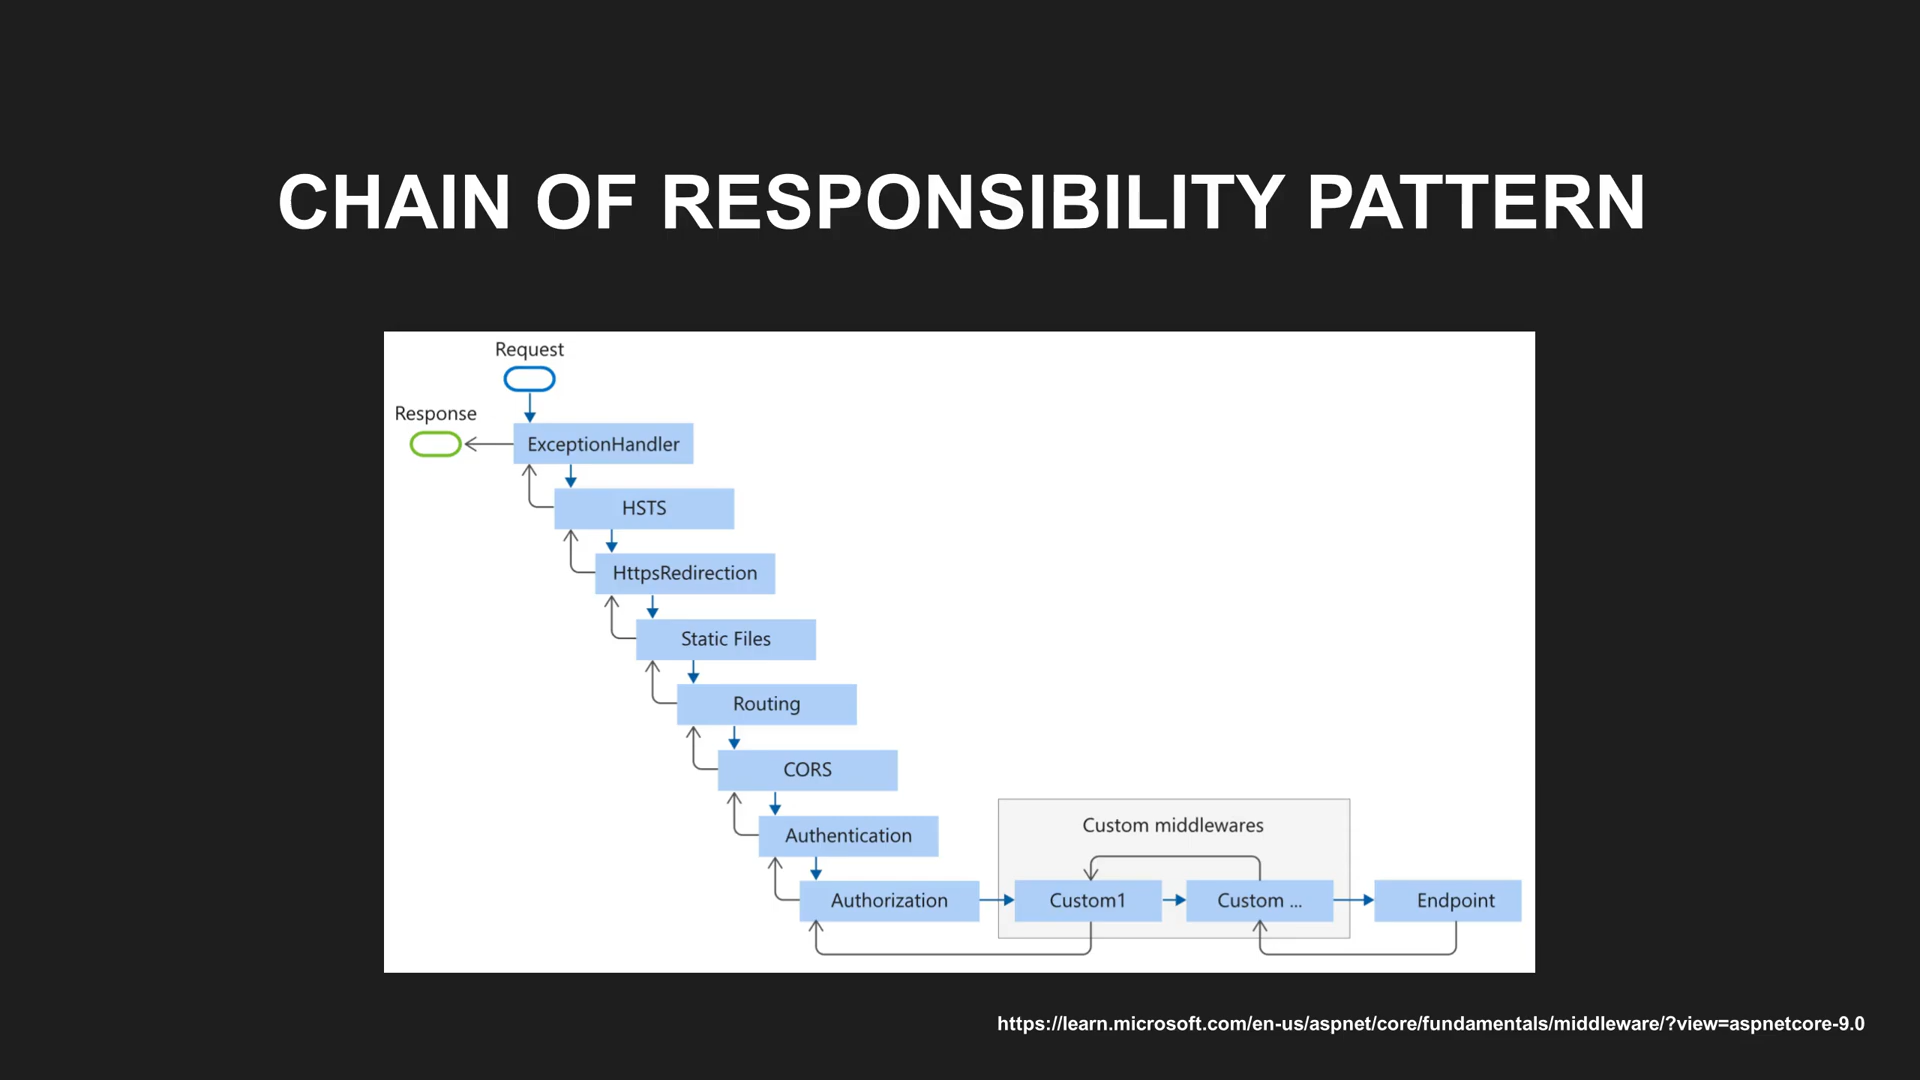 CHAIN OF RESPONSIBILITY PATTERN
Request
Response
ExceptionHandler
HSTS
HttpsRedirection
Static Files
Routing
CORS
Authentication
Custom middlewares
Authorization
Custom1
Custom ...
Endpoint
https://learn.microsoft.com/en-us/aspnet/core/fundamentals/middleware/?view=aspnetcore-9.0